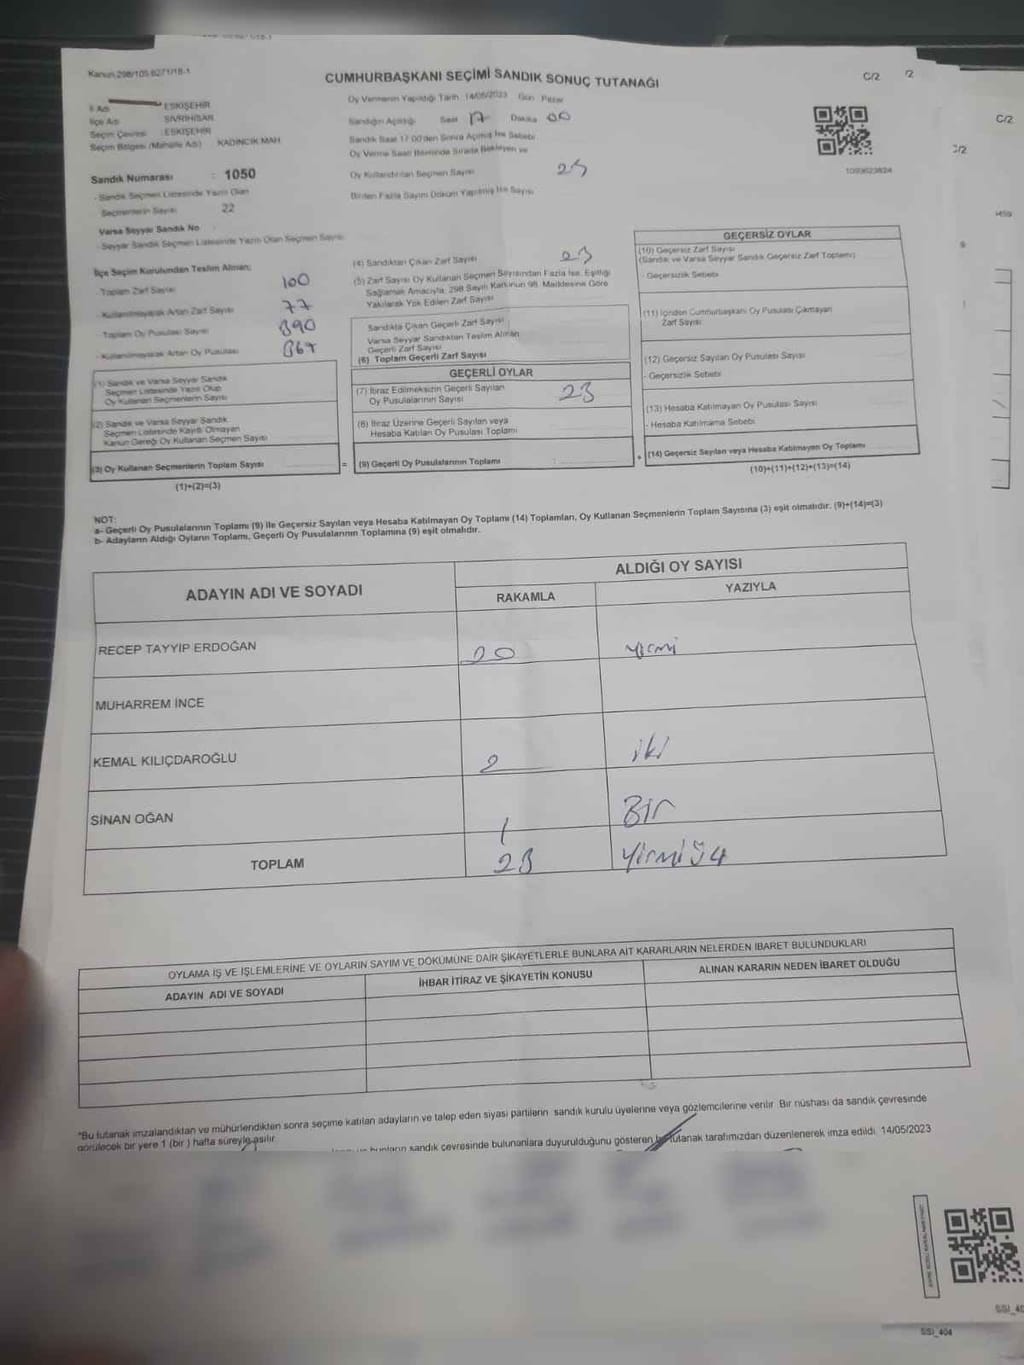 Kanun 298/105 8271/18-1
CUMHURBAŞKANI SEÇİMİ SANDIK SONUÇ TUTANAĞI
C/2
/2
C/2
İl Adı ESKİŞEHİR
İlçe Adı SİVRİHİSAR
Seçim Çevresi ESKİŞEHİR
Seçim Bölgesi (Mahalle Adı) KADINCIK MAH
Oy Vermenin Yapıldığı Tarih 14/05/2023 Gün Pazar
Sandığın Açıldığı Saat 17 Dakika 00
Sandık Saat 17:00'den Sonra Açılmış İse Sebebi
Oy Verme Saati Bitiminde Sırada Bekleyen ve
Oy Kullandırılan Seçmen Sayısı 23
Birden Fazla Sayım Döküm Yapılmış İse Sayısı
Sandık Numarası : 1050
- Sandık Seçmen Listesinde Yazılı Olan
Seçmenlerin Sayısı 22
Varsa Seyyar Sandık No
- Seyyar Sandık Seçmen Listesinde Yazılı Olan Seçmen Sayısı
İlçe Seçim Kurulundan Teslim Alınan;
- Toplam Zarf Sayısı 100
- Kullanılmayarak Artan Zarf Sayısı 77
Toplam Oy Pusulası Sayısı 390
- Kullanılmayarak Artan Oy Pusulası 367
(1) Sandık ve Varsa Seyyar Sandık
Seçmen Listesinde Yazılı Olup
Oy Kullanan Seçmenlerin Sayısı
(2) Sandık ve Varsa Seyyar Sandık
Seçmen Listesinde Kayıtlı Olmayan
Kanun Gereği Oy Kullanan Seçmen Sayısı
(3) Oy Kullanan Seçmenlerin Toplam Sayısı
(1)+(2)=(3)
(4) Sandıktan Çıkan Zarf Sayısı 23
(5) Zarf Sayısı Oy Kullanan Seçmen Sayısından Fazla İse, Eşitliği
Sağlamak Amacıyla, 298 Sayılı Kanunun 98. Maddesine Göre
Yakılarak Yok Edilen Zarf Sayısı
Sandıkta Çıkan Geçerli Zarf Sayısı
Varsa Seyyar Sandıktan Teslim Alınan
Geçerli Zarf Sayısı
(6) Toplam Geçerli Zarf Sayısı
GEÇERLİ OYLAR
(7) İtiraz Edilmeksizin Geçerli Sayılan
Oy Pusulalarının Sayısı 23
(8) İtiraz Üzerine Geçerli Sayılan veya
Hesaba Katılan Oy Pusulası Toplamı
=
(9) Geçerli Oy Pusulalarının Toplamı
+
GEÇERSİZ OYLAR
(10) Geçersiz Zarf Sayısı
(Sandık ve Varsa Seyyar Sandık Geçersiz Zarf Toplamı)
- Geçersizlik Sebebi
(11) İçinden Cumhurbaşkanı Oy Pusulası Çıkmayan
Zarf Sayısı
(12) Geçersiz Sayılan Oy Pusulası Sayısı
- Geçersizlik Sebebi
(13) Hesaba Katılmayan Oy Pusulası Sayısı
- Hesaba Katılmama Sebebi
(14) Geçersiz Sayılan veya Hesaba Katılmayan Oy Toplamı
(10)+(11)+(12)+(13)=(14)
NOT:
a- Geçerli Oy Pusulalarının Toplamı (9) ile Geçersiz Sayılan veya Hesaba Katılmayan Oy Toplamı (14) Toplamları, Oy Kullanan Seçmenlerin Toplam Sayısına (3) eşit olmalıdır. (9)+(14)=(3)
b- Adayların Aldığı Oyların Toplamı, Geçerli Oy Pusulalarının Toplamına (9) eşit olmalıdır.
ADAYIN ADI VE SOYADI
ALDIĞI OY SAYISI
RAKAMLA YAZIYLA
RECEP TAYYİP ERDOĞAN 20 Yirmi
MUHARREM İNCE
KEMAL KILIÇDAROĞLU 2 iki
SİNAN OĞAN 1 Bir
TOPLAM 23
OYLAMA İŞ VE İŞLEMLERİNE VE OYLARIN SAYIM VE DÖKÜMÜNE DAİR ŞİKAYETLERLE BUNLARA AİT KARARLARIN NELERDEN İBARET BULUNDUKLARI
ADAYIN ADI VE SOYADI
İHBAR İTİRAZ VE ŞİKAYETİN KONUSU
ALINAN KARARIN NEDEN İBARET OLDUĞU
*Bu tutanak imzalandıktan ve mühürlendikten sonra seçime katılan adayların ve talep eden siyasi partilerin sandık kurulu üyelerine veya gözlemcilerine verilir. Bir nüshası da sandık çevresinde
görülecek bir yere 1 (bir) hafta süreyle asılır.
bunların sandık çevresinde bulunanlara duyurulduğunu gösteren tutanak tarafımızdan düzenlenerek imza edildi. 14/05/2023
SSI_404